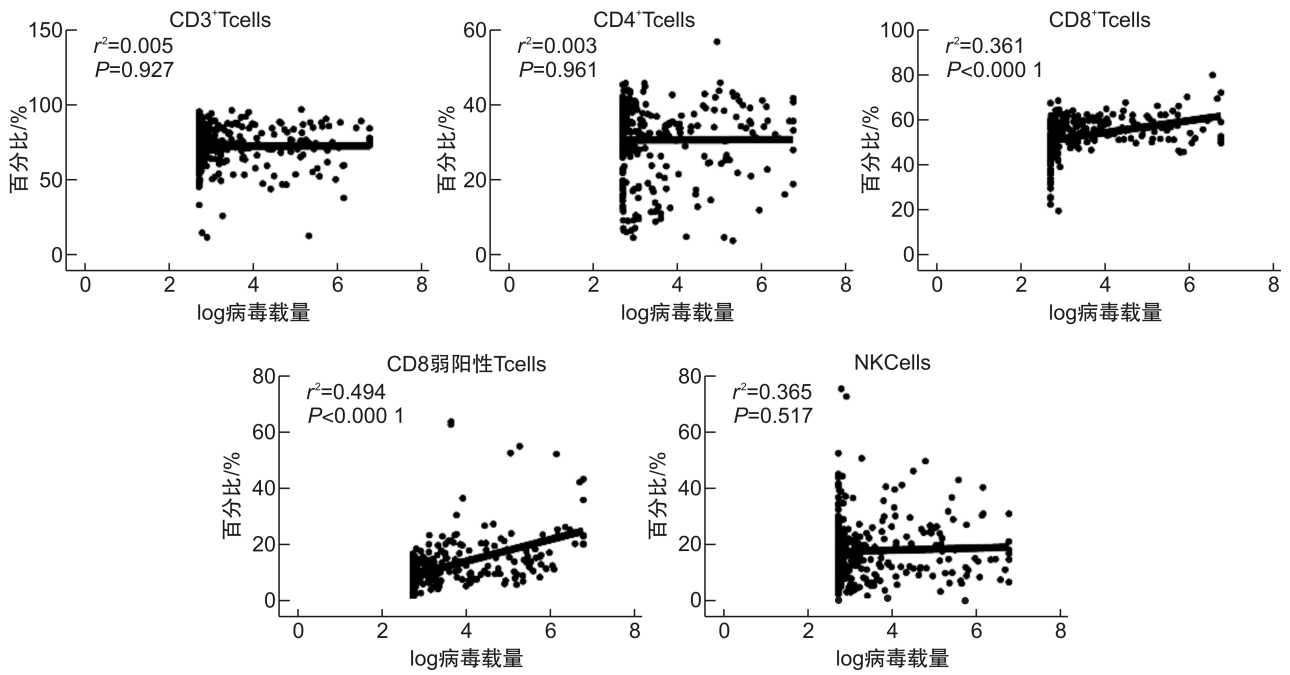 CD3⁺Tcells
r²=0.005
P=0.927
150
100
50
0
百分比/%
0 2 4 6 8
log病毒载量
CD4⁺Tcells
r²=0.003
P=0.961
60
40
20
0
百分比/%
0 2 4 6 8
log病毒载量
CD8⁺Tcells
r²=0.361
P<0.000 1
100
80
60
40
20
0
百分比/%
0 2 4 6 8
log病毒载量
CD8弱阳性Tcells
r²=0.494
P<0.000 1
80
60
40
20
0
百分比/%
0 2 4 6 8
log病毒载量
NKCells
r²=0.365
P=0.517
80
60
40
20
0
百分比/%
0 2 4 6 8
log病毒载量